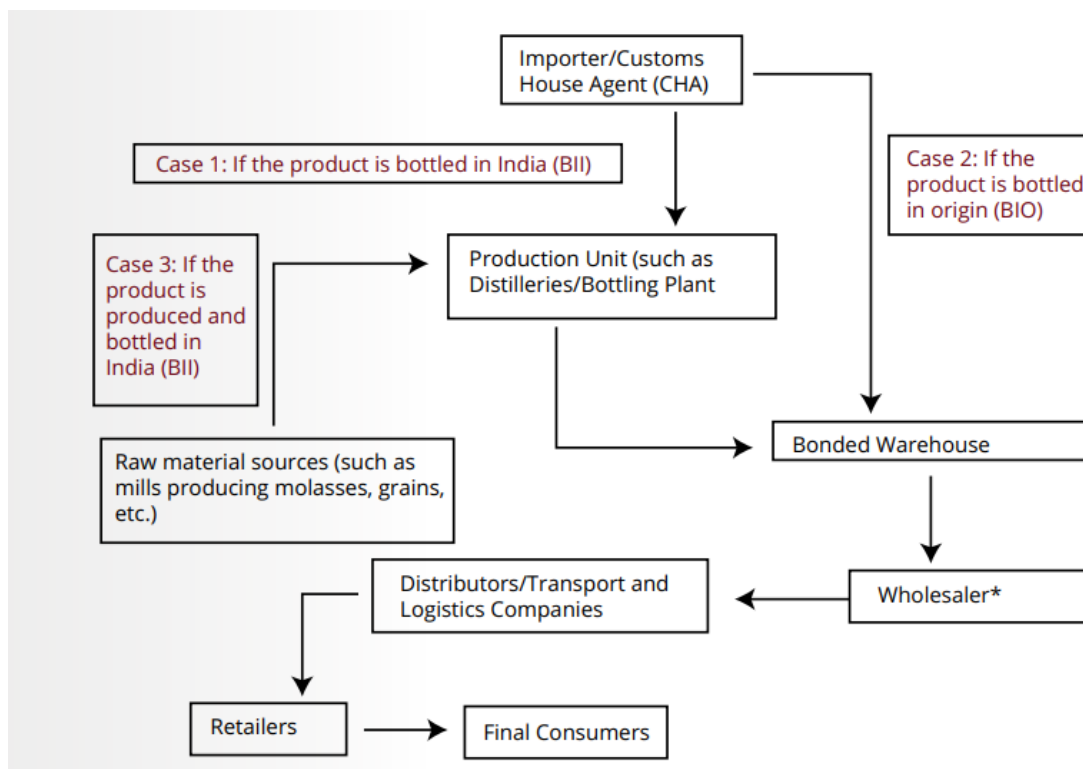 Importer/Customs
House Agent (CHA)
Case 1: If the product is bottled in India (BII)
Case 2: If the
product is bottled
in origin (BIO)
Case 3: If the
product is
produced and
bottled in
India (BII)
Production Unit (such as
Distilleries/Bottling Plant
Bonded Warehouse
Raw material sources (such as
mills producing molasses, grains,
etc.)
Distributors/Transport and
Logistics Companies
Wholesaler*
Retailers
Final Consumers